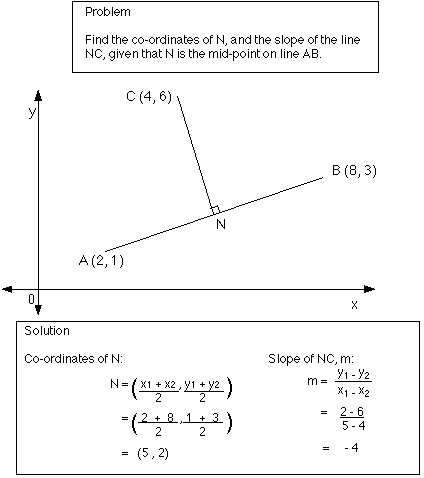 Problem
Find the co-ordinates of N, and the slope of the line
NC, given that N is the mid-point on line AB.
C (4, 6)
y
B (8, 3)
N
A (2, 1)
0
x
Solution
Co-ordinates of N:
N = ( x1 + x2 / 2 , y1 + y2 / 2 )
= ( 2 + 8 / 2 , 1 + 3 / 2 )
= (5 , 2)
Slope of NC, m:
m = y1 - y2 / x1 - x2
= 2 - 6 / 5 - 4
= - 4